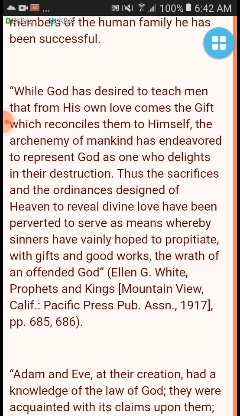 100% 6:42 AM
members of the human family he has
been successful.
“While God has desired to teach men
that from His own love comes the Gift
which reconciles them to Himself, the
archenemy of mankind has endeavored
to represent God as one who delights
in their destruction. Thus the sacrifices
and the ordinances designed of
Heaven to reveal divine love have been
perverted to serve as means whereby
sinners have vainly hoped to propitiate,
with gifts and good works, the wrath of
an offended God” (Ellen G. White,
Prophets and Kings [Mountain View,
Calif.: Pacific Press Pub. Assn., 1917],
pp. 685, 686).
“Adam and Eve, at their creation, had
a knowledge of the law of God; they were
acquainted with its claims upon them;